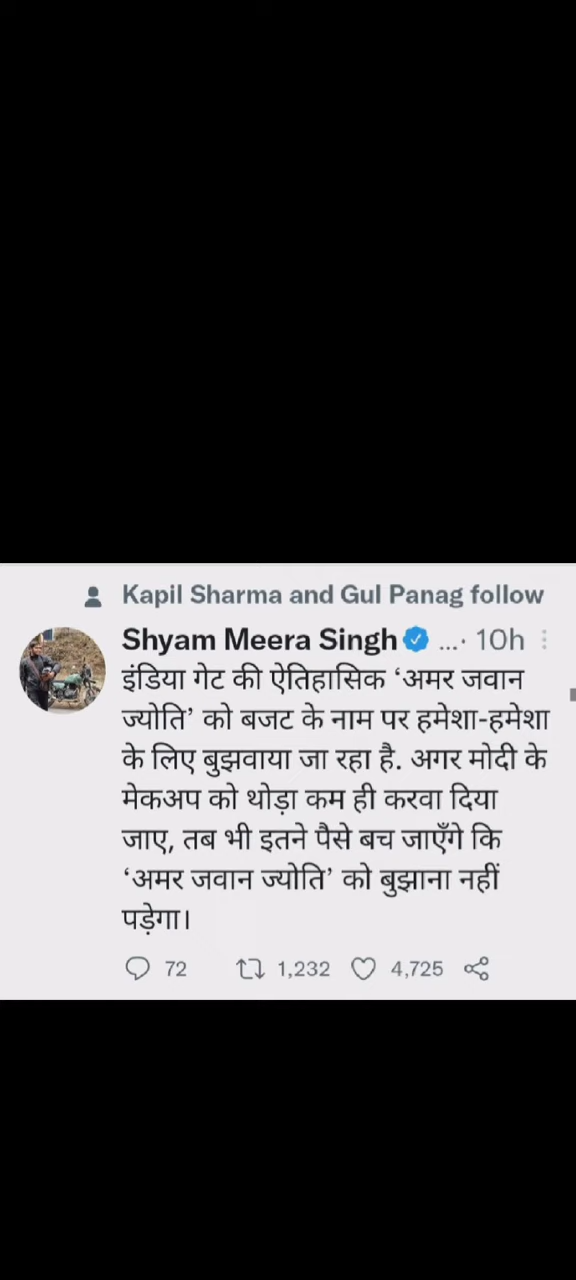 Kapil Sharma and Gul Panag follow
Shyam Meera Singh ...· 10h
इंडिया गेट की ऐतिहासिक ‘अमर जवान
ज्योति’ को बजट के नाम पर हमेशा-हमेशा
के लिए बुझवाया जा रहा है. अगर मोदी के
मेकअप को थोड़ा कम ही करवा दिया
जाए, तब भी इतने पैसे बच जाएँगे कि
‘अमर जवान ज्योति’ को बुझाना नहीं
पड़ेगा।
72 1,232 4,725